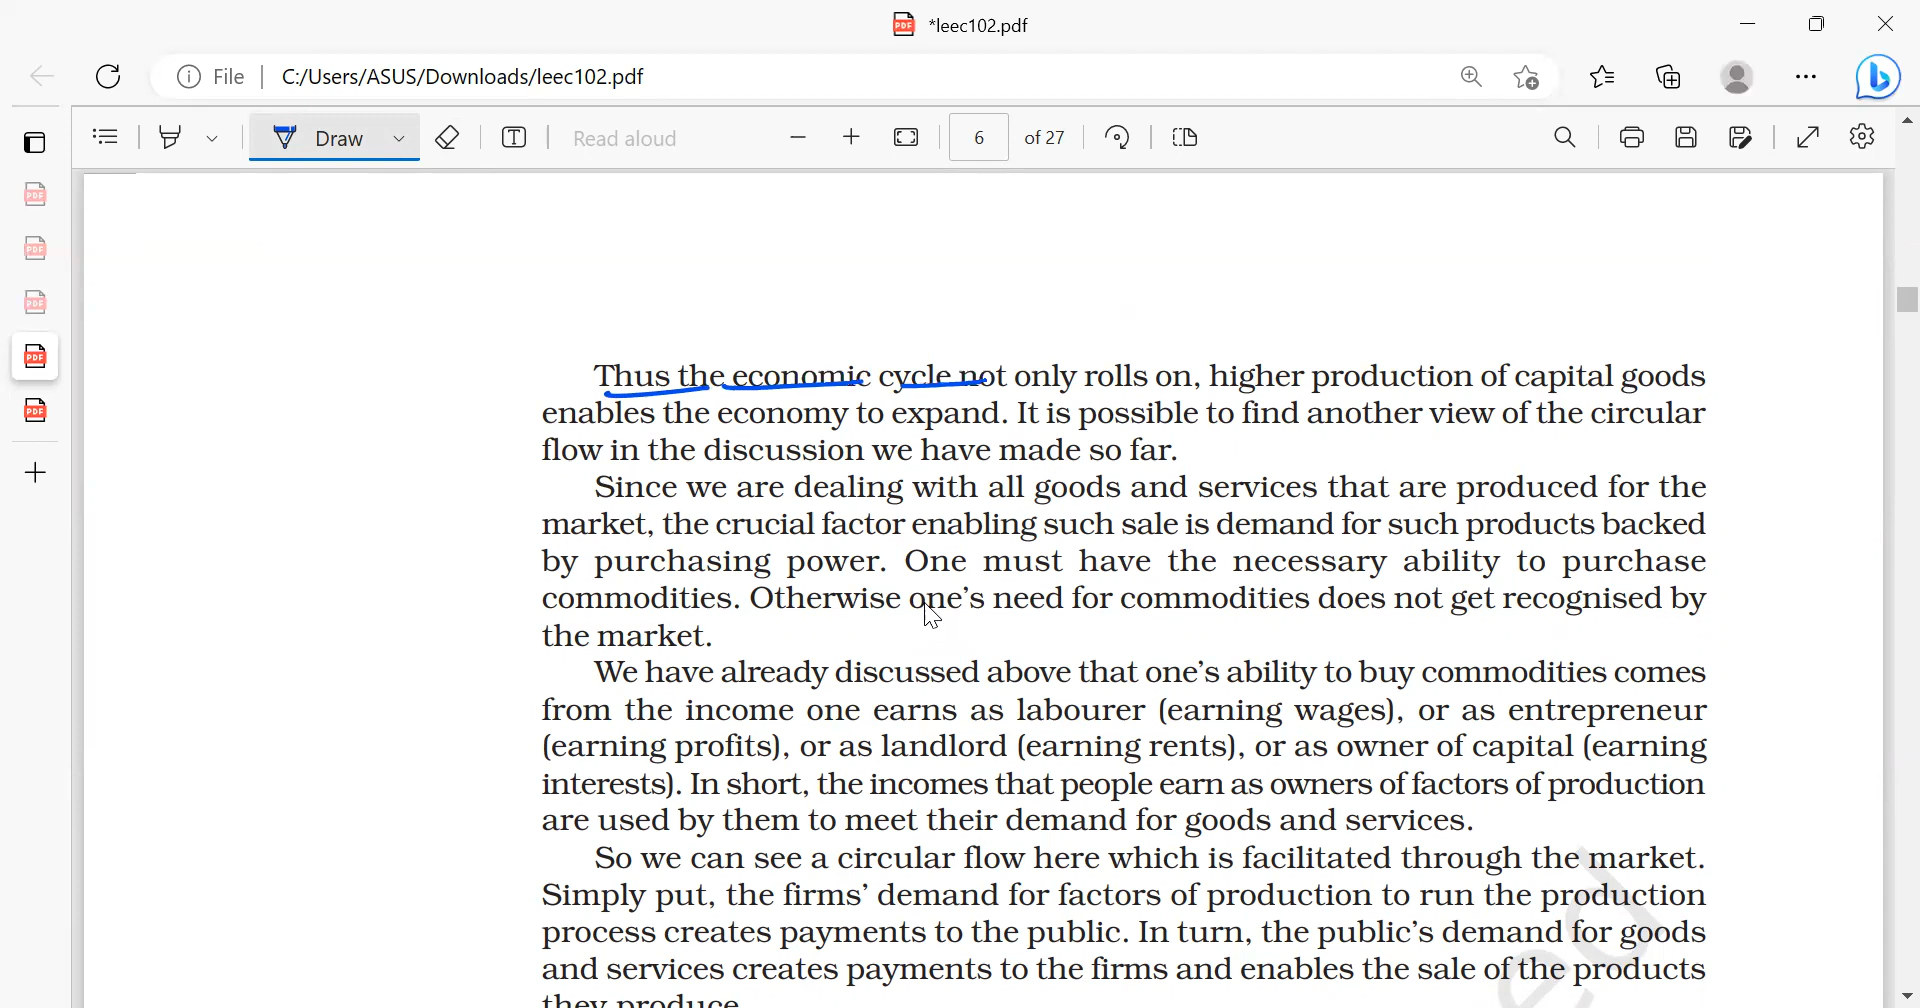 *leec102.pdf
File C:/Users/ASUS/Downloads/leec102.pdf
Draw Read aloud 6 of 27
Thus the economic cycle not only rolls on, higher production of capital goods
enables the economy to expand. It is possible to find another view of the circular
flow in the discussion we have made so far.
Since we are dealing with all goods and services that are produced for the
market, the crucial factor enabling such sale is demand for such products backed
by purchasing power. One must have the necessary ability to purchase
commodities. Otherwise one's need for commodities does not get recognised by
the market.
We have already discussed above that one's ability to buy commodities comes
from the income one earns as labourer (earning wages), or as entrepreneur
(earning profits), or as landlord (earning rents), or as owner of capital (earning
interests). In short, the incomes that people earn as owners of factors of production
are used by them to meet their demand for goods and services.
So we can see a circular flow here which is facilitated through the market.
Simply put, the firms' demand for factors of production to run the production
process creates payments to the public. In turn, the public's demand for goods
and services creates payments to the firms and enables the sale of the products
they produce.